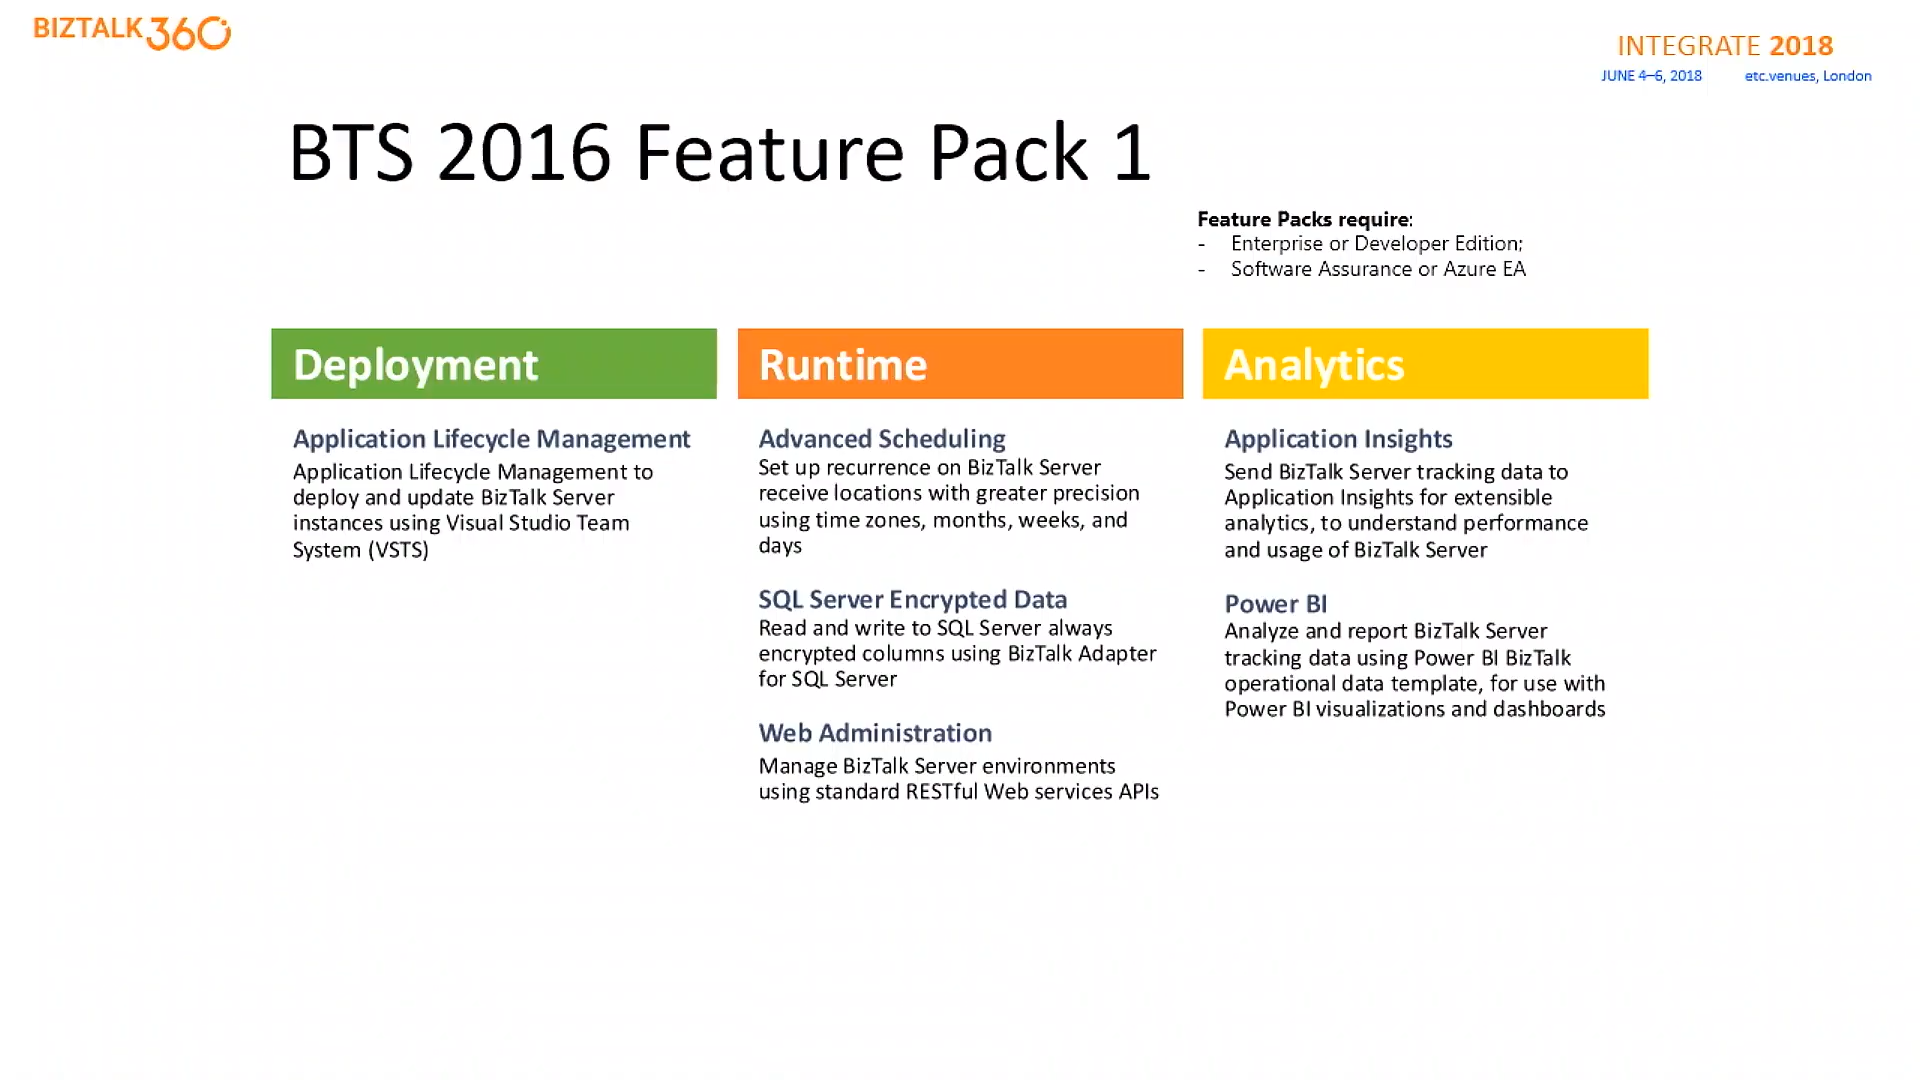 BIZTALK360
INTEGRATE 2018
JUNE 4–6, 2018 etc.venues, London
BTS 2016 Feature Pack 1
Feature Packs require:
- Enterprise or Developer Edition;
- Software Assurance or Azure EA
Deployment
Application Lifecycle Management
Application Lifecycle Management to
deploy and update BizTalk Server
instances using Visual Studio Team
System (VSTS)
Runtime
Advanced Scheduling
Set up recurrence on BizTalk Server
receive locations with greater precision
using time zones, months, weeks, and
days
SQL Server Encrypted Data
Read and write to SQL Server always
encrypted columns using BizTalk Adapter
for SQL Server
Web Administration
Manage BizTalk Server environments
using standard RESTful Web services APIs
Analytics
Application Insights
Send BizTalk Server tracking data to
Application Insights for extensible
analytics, to understand performance
and usage of BizTalk Server
Power BI
Analyze and report BizTalk Server
tracking data using Power BI BizTalk
operational data template, for use with
Power BI visualizations and dashboards